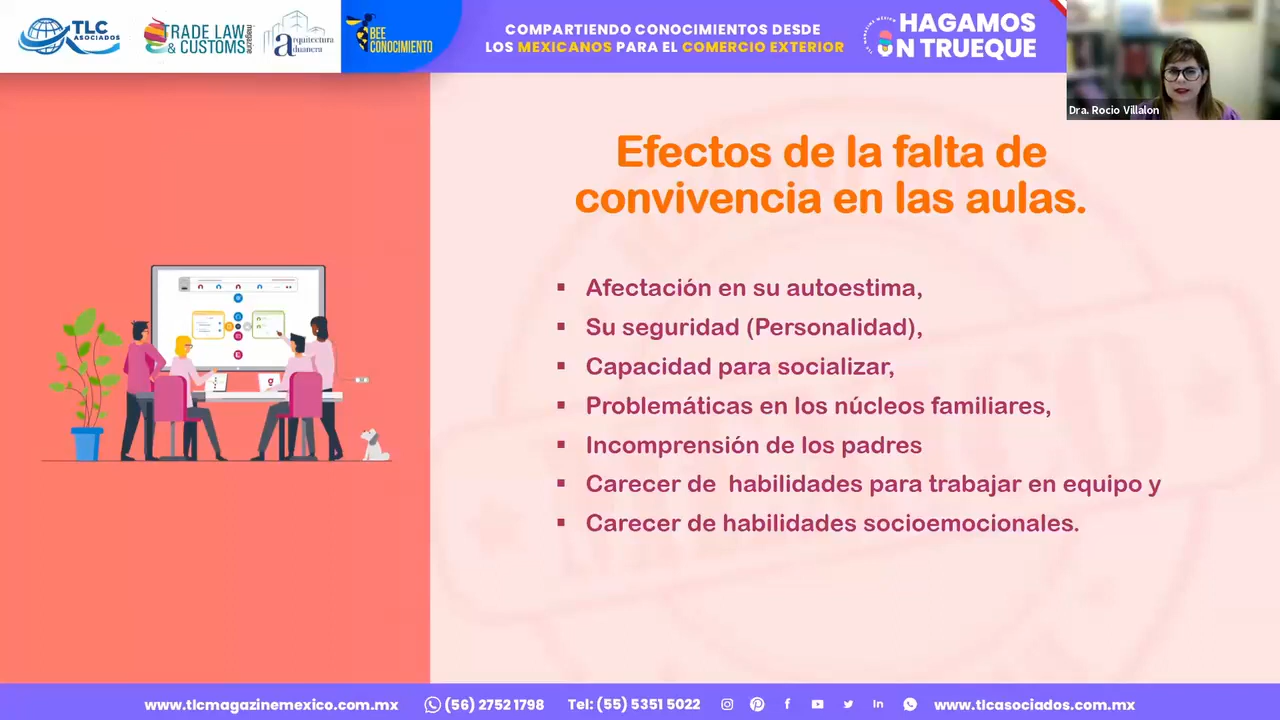 TLC
ASOCIADOS
TRADE LAW
& CUSTOMS
MAGAZINE
arquitectura
aduanera
BEE
CONOCIMIENTO
COMPARTIENDO CONOCIMIENTOS DESDE
LOS MEXICANOS PARA EL COMERCIO EXTERIOR
HAGAMOS
N TRUEQUE
Dra. Rocio Villalon
Efectos de la falta de
convivencia en las aulas.
▪ Afectación en su autoestima,
▪ Su seguridad (Personalidad),
▪ Capacidad para socializar,
▪ Problemáticas en los núcleos familiares,
▪ Incomprensión de los padres
▪ Carecer de  habilidades para trabajar en equipo y
▪ Carecer de habilidades socioemocionales.
www.tlcmagazinemexico.com.mx
(56) 2752 1798
Tel: (55) 5351 5022
www.tlcasociados.com.mx